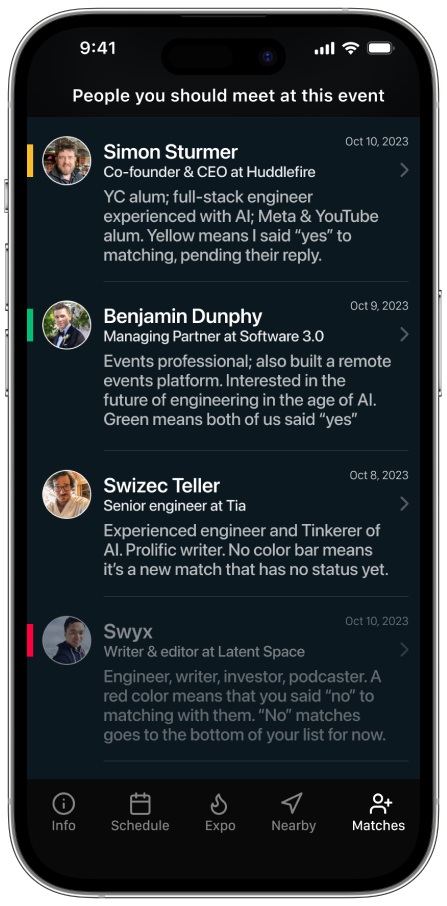 9:41
People you should meet at this event
Oct 10, 2023
Simon Sturmer
Co-founder & CEO at Huddlefire
YC alum; full-stack engineer
experienced with AI; Meta & YouTube
alum. Yellow means I said “yes” to
matching, pending their reply.
Oct 9, 2023
Benjamin Dunphy
Managing Partner at Software 3.0
Events professional; also built a remote
events platform. Interested in the
future of engineering in the age of AI.
Green means both of us said “yes”
Oct 8, 2023
Swizec Teller
Senior engineer at Tia
Experienced engineer and Tinkerer of
AI. Prolific writer. No color bar means
it’s a new match that has no status yet.
Oct 10, 2023
Swyx
Writer & editor at Latent Space
Engineer, writer, investor, podcaster. A
red color means that you said “no” to
matching with them. “No” matches
goes to the bottom of your list for now.
Info Schedule Expo Nearby Matches